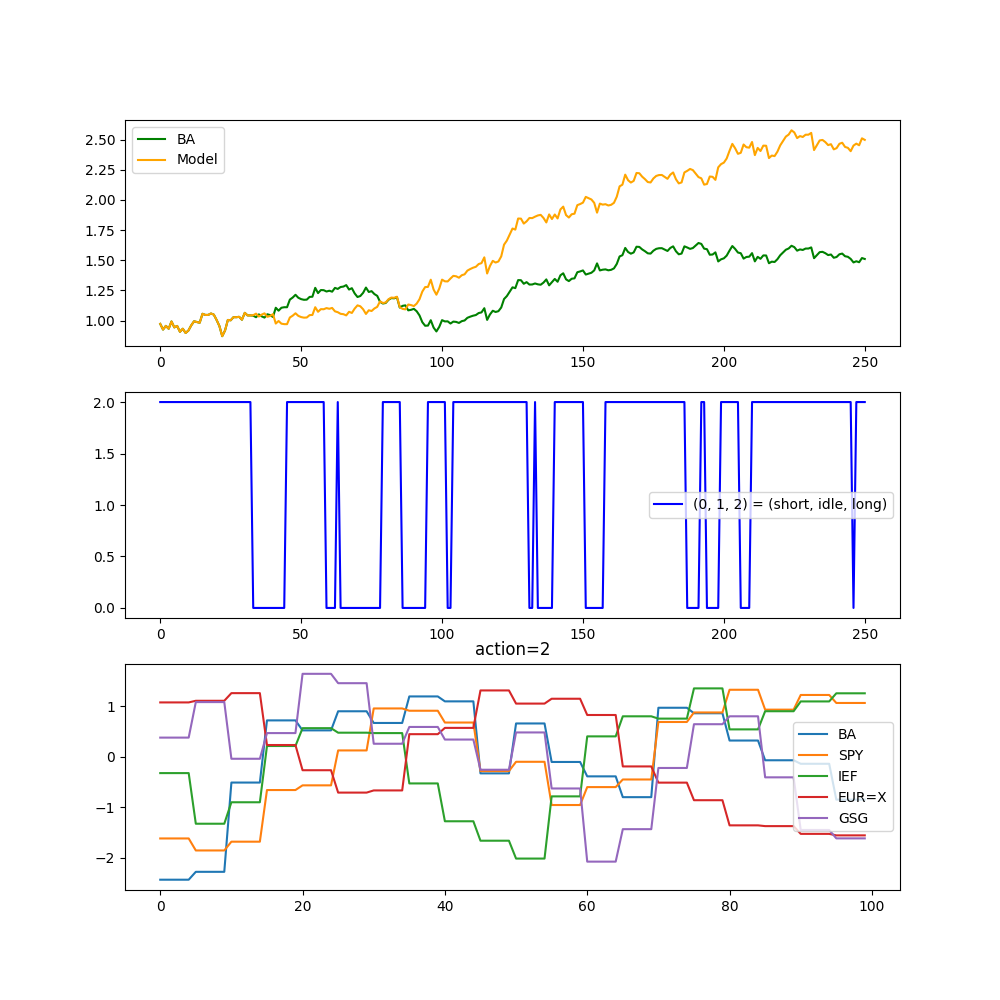 2.50
2.25
2.00
1.75
1.50
1.25
1.00
BA
Model
0 50 100 150 200 250
2.0
1.5
1.0
0.5
0.0
(0, 1, 2) = (short, idle, long)
0 50 100 150 200 250
action=2
1
0
−1
−2
BA
SPY
IEF
EUR=X
GSG
0 20 40 60 80 100